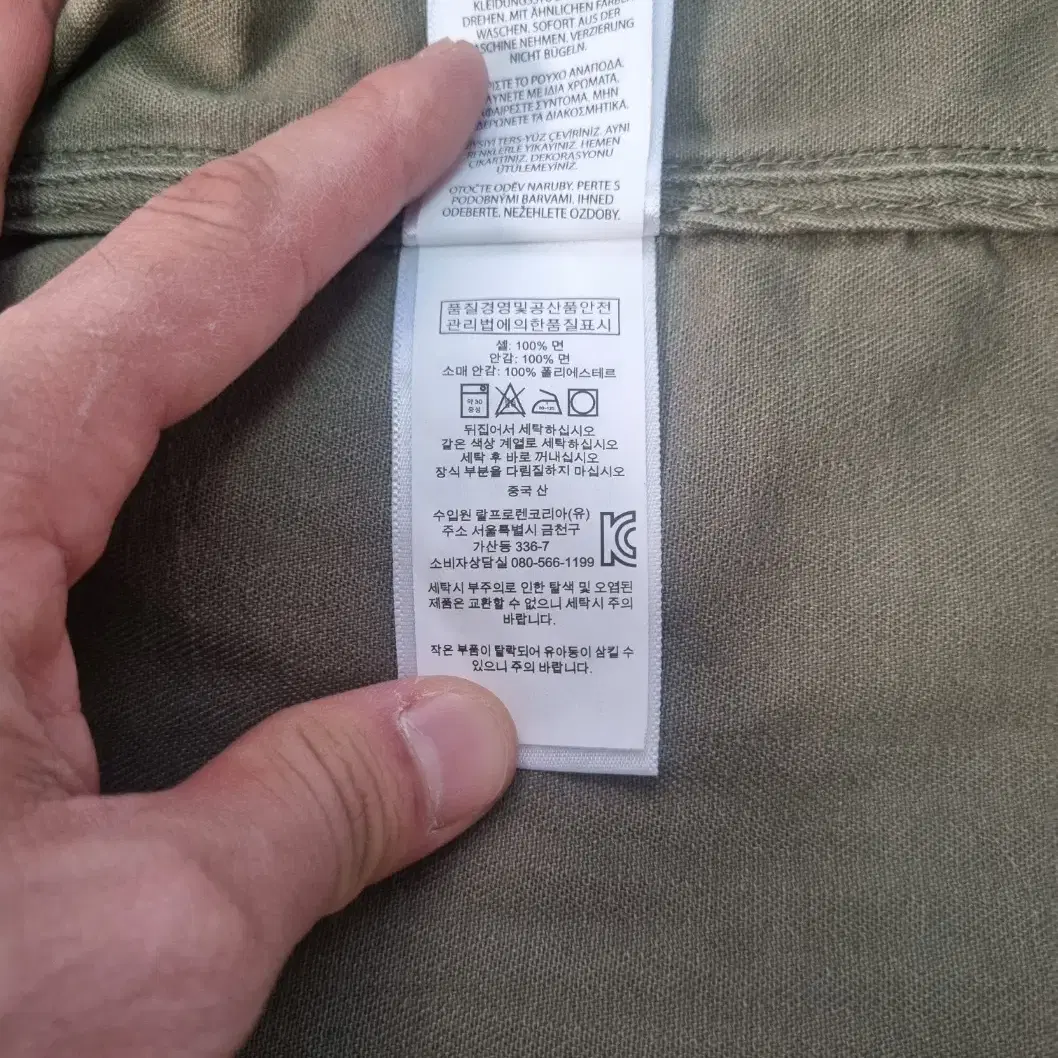 DREHEN. MIT ÄHNLICHEN FARBEN
WASCHEN. SOFORT AUS DER
NEHMEN. VERZIERUNG
NICHT BÜGELN.
ΤΟ ΡΟΥΧΟ ΑΝΑΠΟΔΑ.
ΜΕ ΙΔΙΑ ΧΡΩΜΑΤΑ.
ΣΥΝΤΟΜΑ. ΜΗΝ
ΤΑ ΔΙΑΚΟΣΜΗΤΙΚΑ.
TERS-YÜZ ÇEVİRİNİZ. AYNI
YIKAYINIZ. HEMEN
ÇIKARTINIZ. DEKORASYONU
ÜTÜLEMEYİNİZ.
OTOČTE ODĚV NARUBY. PERTE S
PODOBNÝMI BARVAMI. IHNED
ODEBERTE. NEŽEHLETE OZDOBY.
품질경영및공산품안전
관리법에의한품질표시
셸: 100% 면
안감: 100% 면
소매 안감: 100% 폴리에스테르
약 30
중성
뒤집어서 세탁하십시오
같은 색상 계열로 세탁하십시오
세탁 후 바로 꺼내십시오
장식 부분을 다림질하지 마십시오
중국 산
수입원 랄프로렌코리아(유)
주소 서울특별시 금천구
가산동 336-7
소비자상담실 080-566-1199
세탁시 부주의로 인한 탈색 및 오염된
제품은 교환할 수 없으니 세탁시 주의
바랍니다.
작은 부품이 탈락되어 유아동이 삼킬 수
있으니 주의 바랍니다.